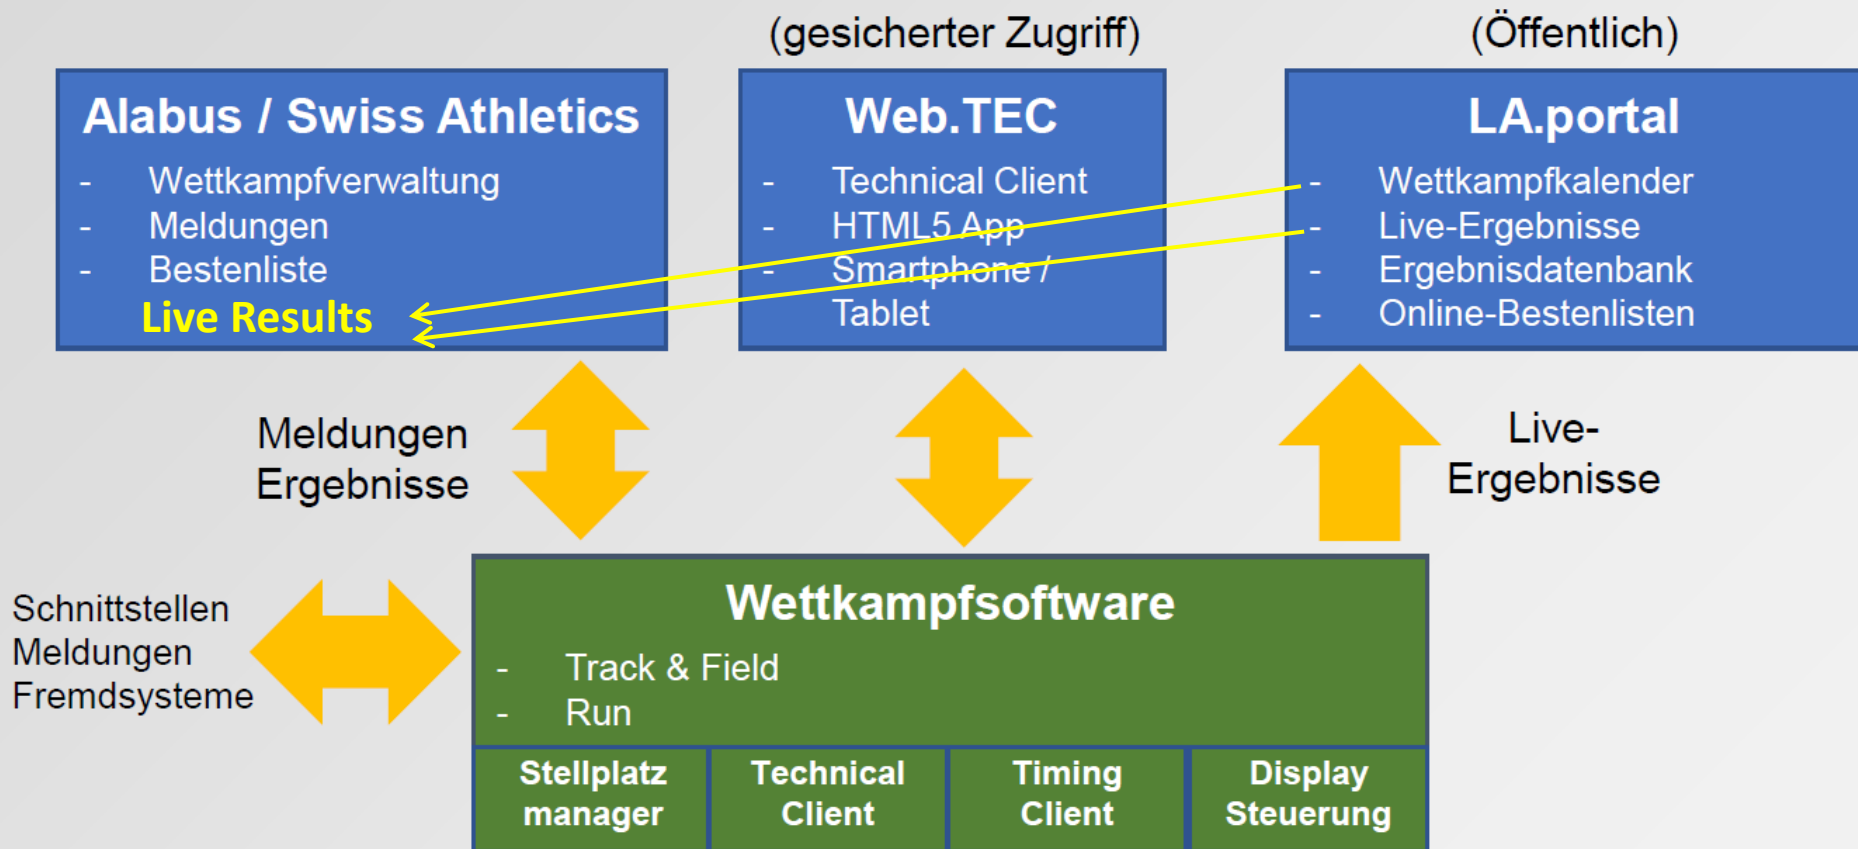 (gesicherter Zugriff)
(Öffentlich)
Alabus / Swiss Athletics
- Wettkampfverwaltung
- Meldungen
- Bestenliste
Live Results
Web.TEC
- Technical Client
- HTML5 App
- Smartphone /
Tablet
LA.portal
- Wettkampfkalender
- Live-Ergebnisse
- Ergebnisdatenbank
- Online-Bestenlisten
Meldungen
Ergebnisse
Live-
Ergebnisse
Schnittstellen
Meldungen
Fremdsysteme
Wettkampfsoftware
- Track & Field
- Run
Stellplatz
manager
Technical
Client
Timing
Client
Display
Steuerung